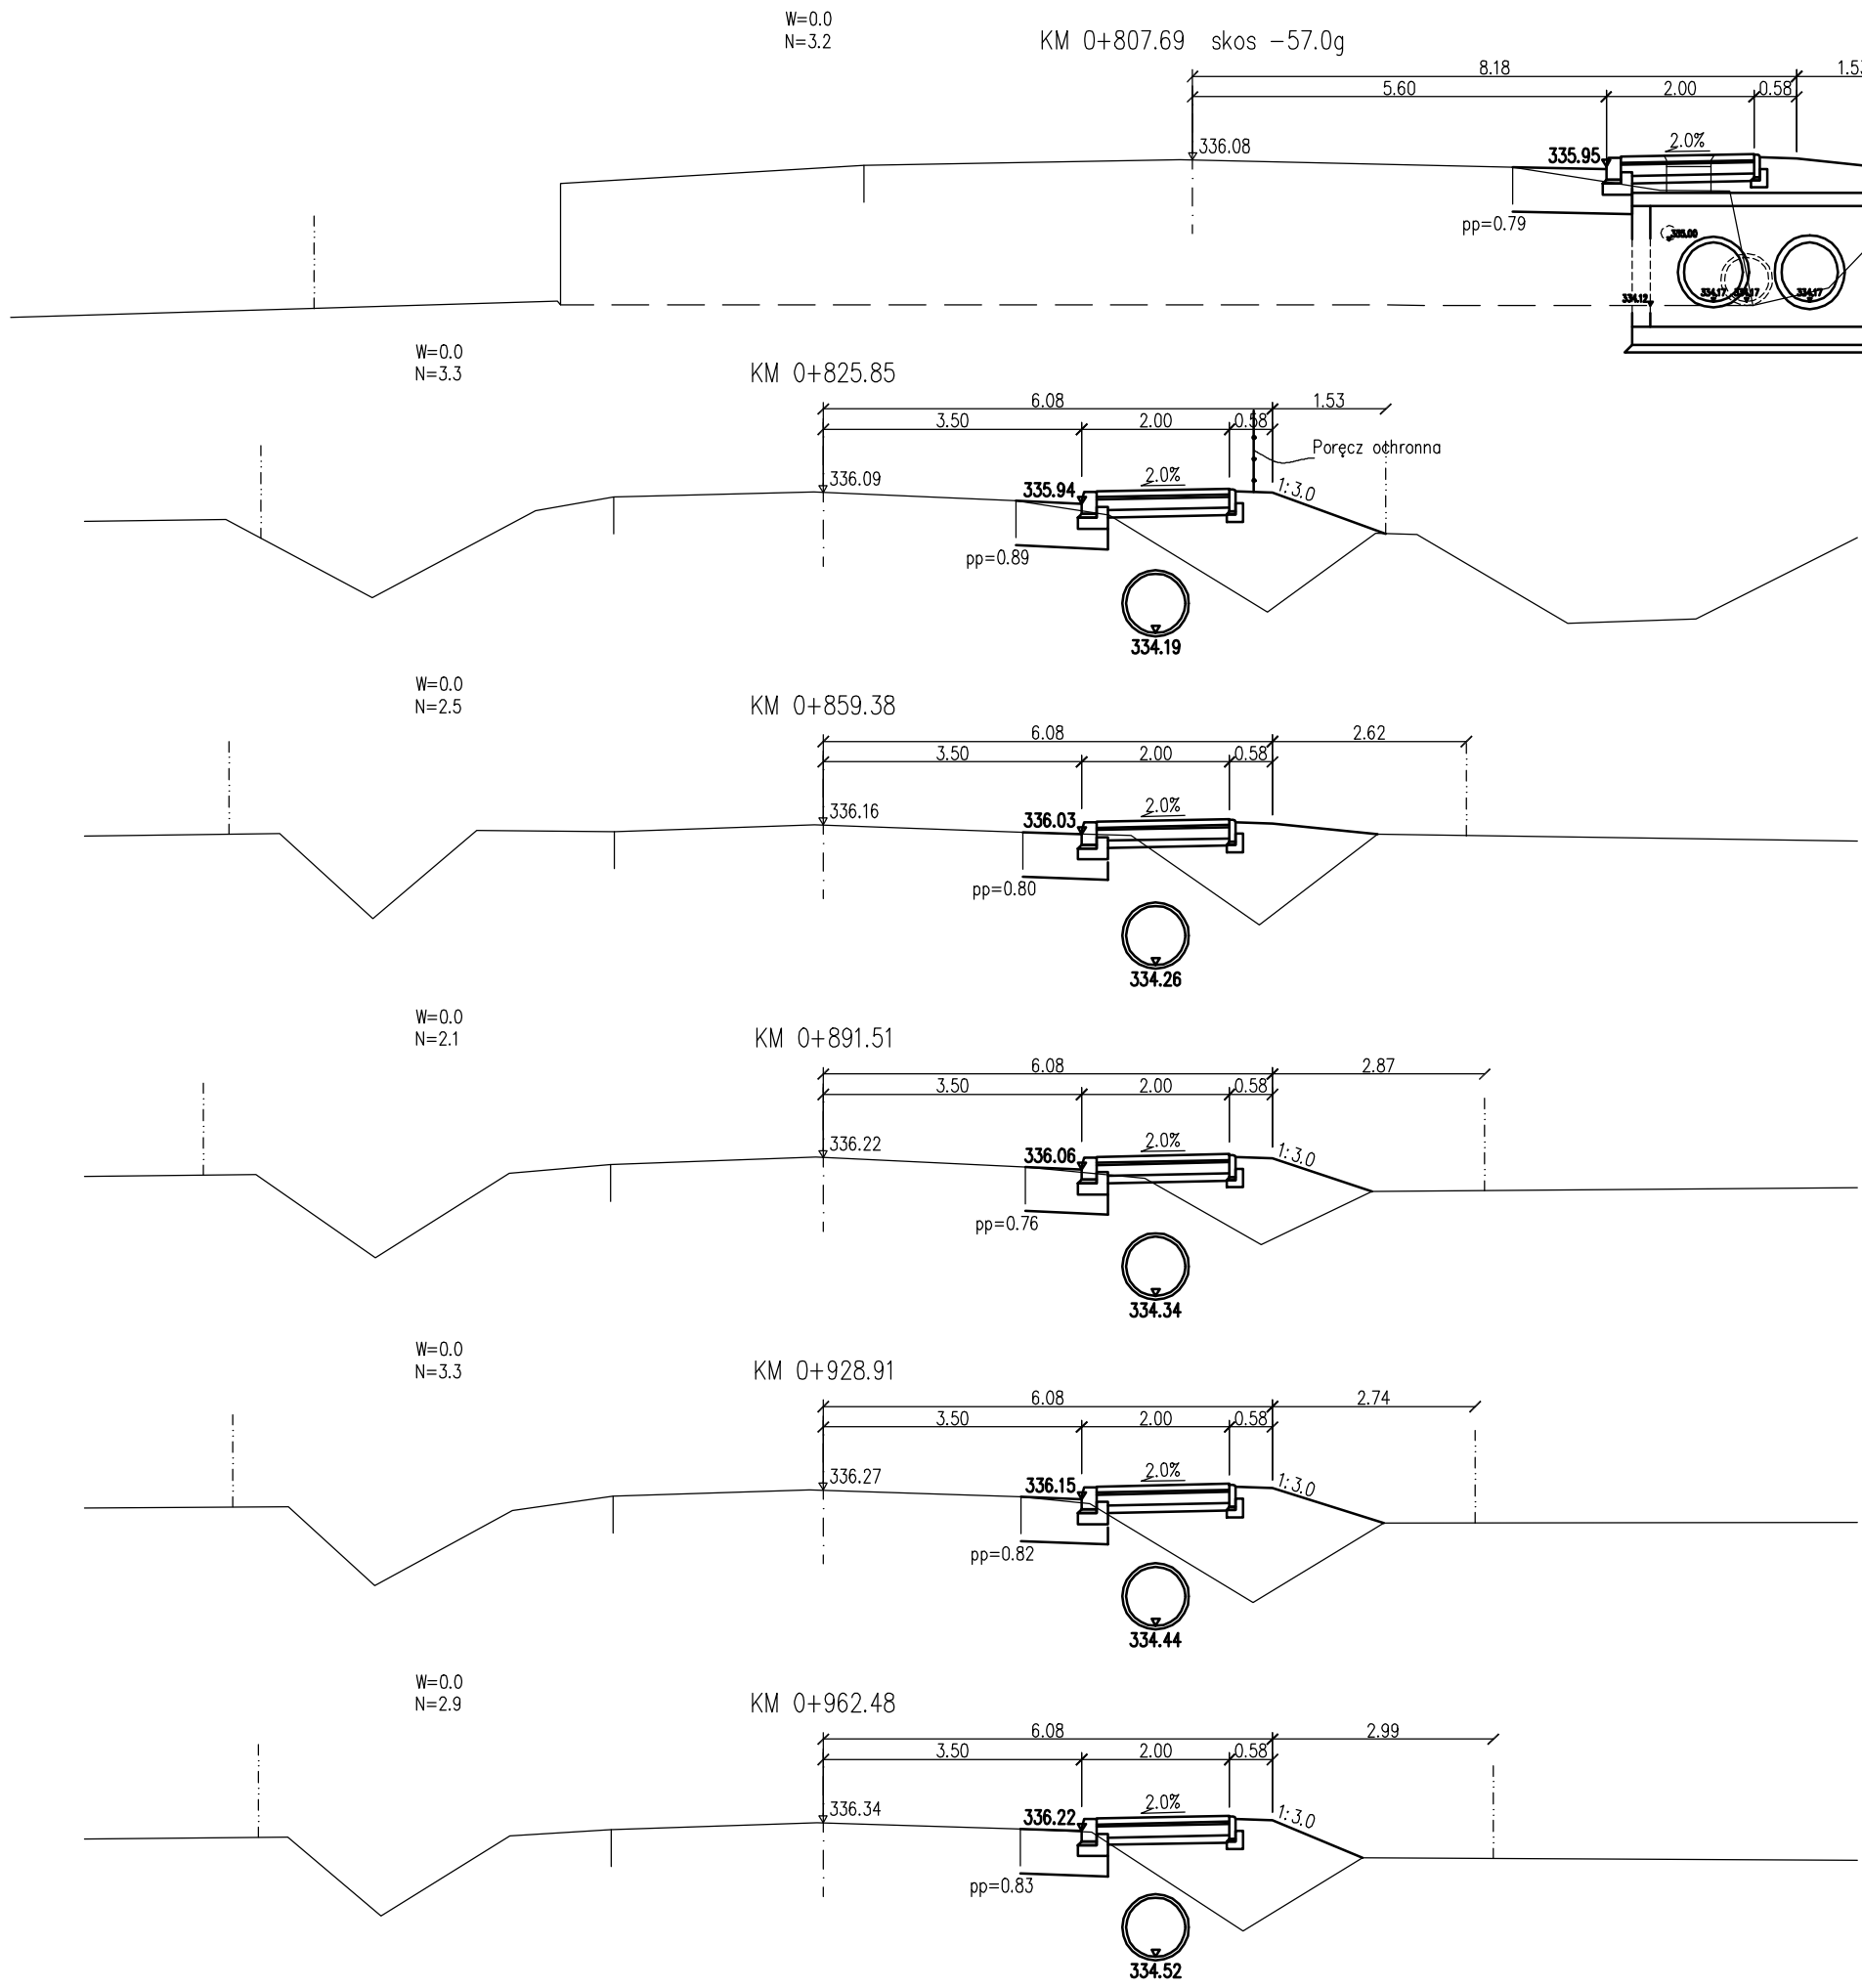 W=0.0
N=3.2
KM 0+807.69 skos -57.0g
8.18
1.53
5.60
2.00
0.58
336.08
335.95
2.0%
pp=0.79
335.00
334.12
334.17
334.17
334.17
W=0.0
N=3.3
KM 0+825.85
6.08
1.53
3.50
2.00
0.58
Poręcz ochronna
336.09
335.94
2.0%
1:3.0
pp=0.89
334.19
W=0.0
N=2.5
KM 0+859.38
6.08
2.62
3.50
2.00
0.58
336.16
336.03
2.0%
pp=0.80
334.26
W=0.0
N=2.1
KM 0+891.51
6.08
2.87
3.50
2.00
0.58
336.22
336.06
2.0%
1:3.0
pp=0.76
334.34
W=0.0
N=3.3
KM 0+928.91
6.08
2.74
3.50
2.00
0.58
336.27
336.15
2.0%
1:3.0
pp=0.82
334.44
W=0.0
N=2.9
KM 0+962.48
6.08
2.99
3.50
2.00
0.58
336.34
336.22
2.0%
1:3.0
pp=0.83
334.52